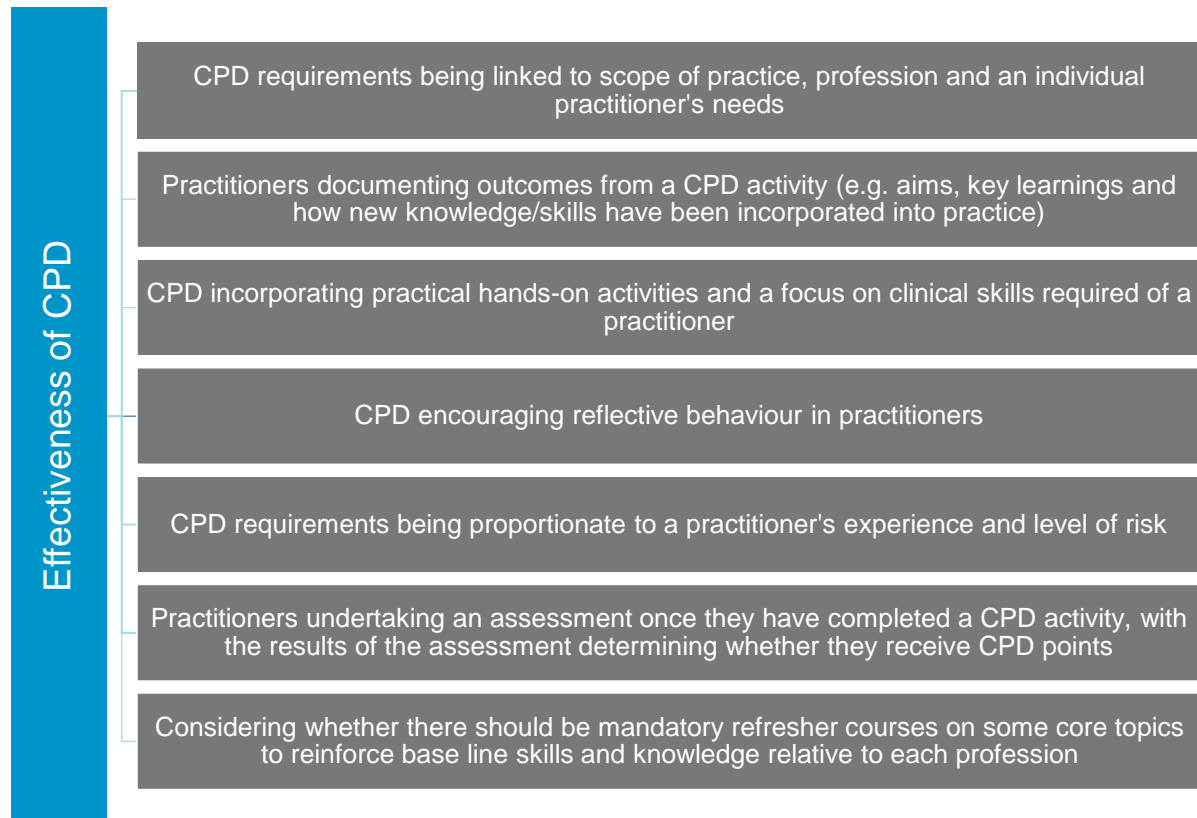 Effectiveness of CPD
CPD requirements being linked to scope of practice, profession and an individual
practitioner's needs
Practitioners documenting outcomes from a CPD activity (e.g. aims, key learnings and
how new knowledge/skills have been incorporated into practice)
CPD incorporating practical hands-on activities and a focus on clinical skills required of a
practitioner
CPD encouraging reflective behaviour in practitioners
CPD requirements being proportionate to a practitioner's experience and level of risk
Practitioners undertaking an assessment once they have completed a CPD activity, with
the results of the assessment determining whether they receive CPD points
Considering whether there should be mandatory refresher courses on some core topics
to reinforce base line skills and knowledge relative to each profession